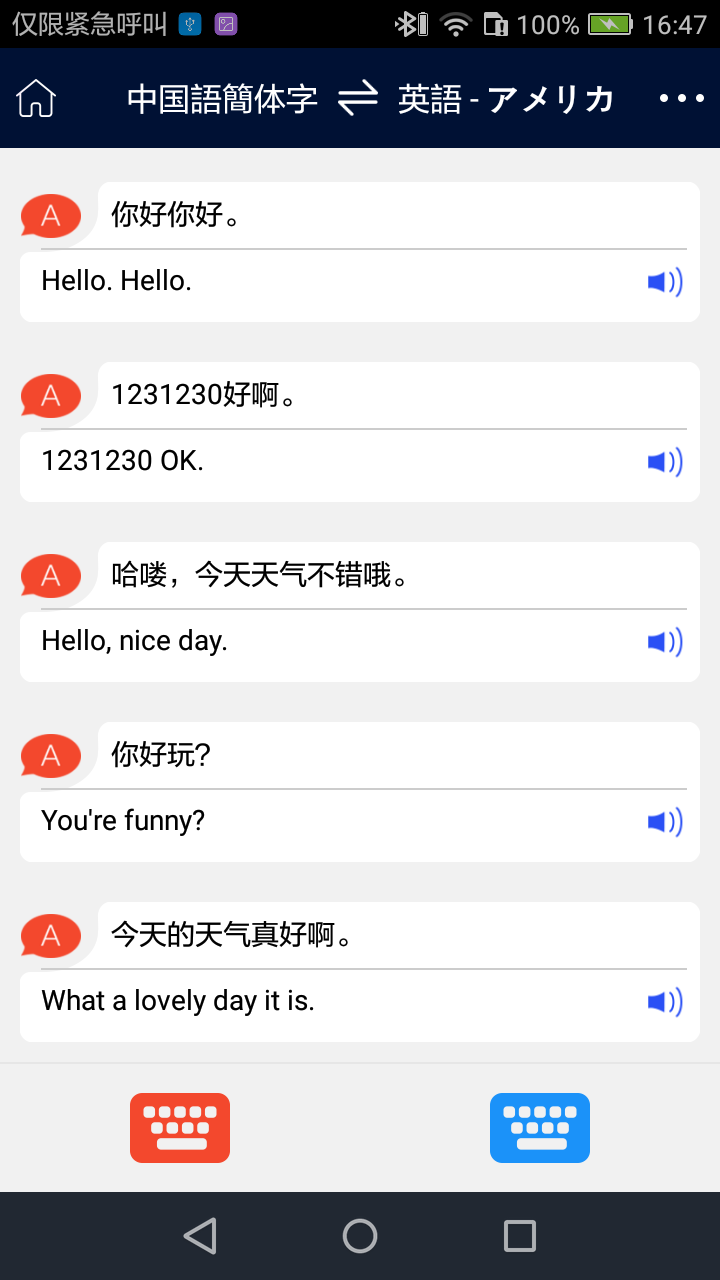 仅限紧急呼叫 100% 16:47
中国語簡体字 ⇌ 英語 - アメリカ
A 你好你好。
Hello. Hello.
A 1231230好啊。
1231230 OK.
A 哈喽，今天天气不错哦。
Hello, nice day.
A 你好玩?
You're funny?
A 今天的天气真好啊。
What a lovely day it is.